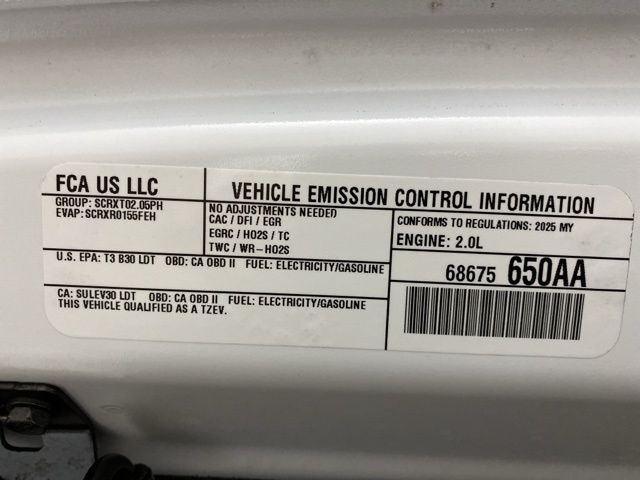 FCA US LLC
GROUP: SCRXT02.05PH
EVAP: SCRXR0155FEH
VEHICLE EMISSION CONTROL INFORMATION
NO ADJUSTMENTS NEEDED
CAC / DFI / EGR
EGRC / HO2S / TC
TWC / WR-HO2S
CONFORMS TO REGULATIONS: 2025 MY
ENGINE: 2.0L
U.S. EPA: T3 B30 LDT OBD: CA OBD II FUEL: ELECTRICITY/GASOLINE
68675 650AA
CA: SULEV30 LDT OBD: CA OBD II FUEL: ELECTRICITY/GASOLINE
THIS VEHICLE QUALIFIED AS A TZEV.